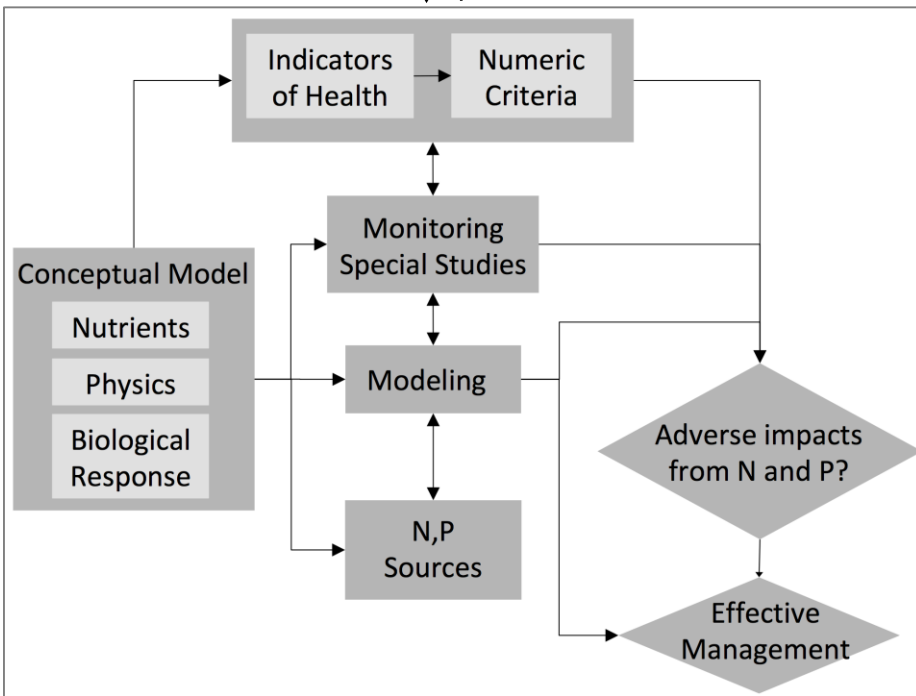 Indicators
of Health
Numeric
Criteria
Monitoring
Special Studies
Conceptual Model
Nutrients
Physics
Biological
Response
Modeling
N,P
Sources
Adverse impacts
from N and P?
Effective
Management